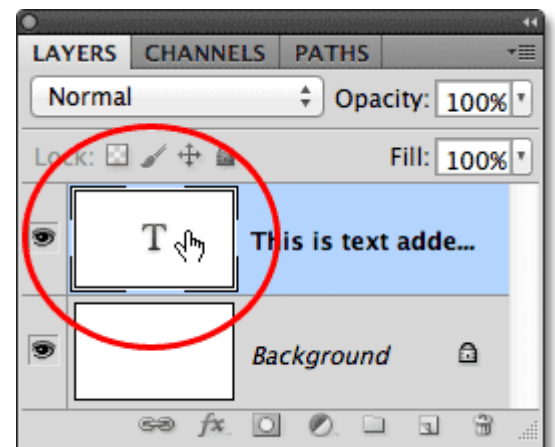 LAYERS CHANNELS PATHS
Normal Opacity: 100%
Lock: Fill: 100%
T This is text adde...
Background
fx.